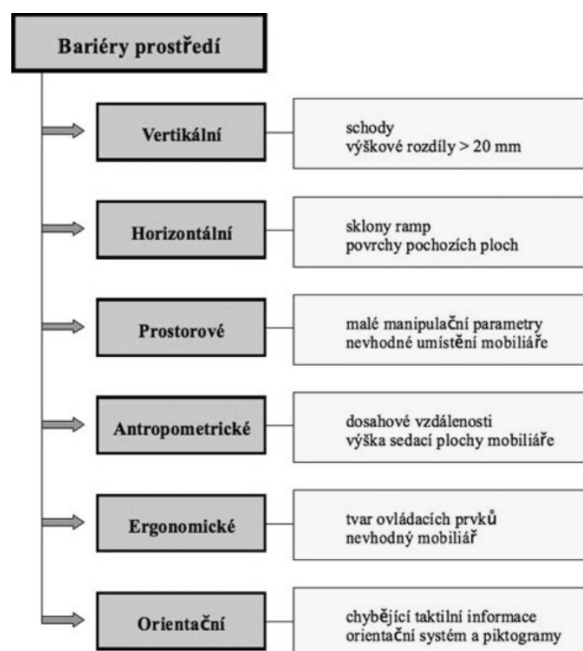 Bariéry prostředí
Vertikální
schody
výškové rozdíly > 20 mm
Horizontální
sklony ramp
povrchy pochozích ploch
Prostorové
malé manipulační parametry
nevhodné umístění mobiliáře
Antropometrické
dosahové vzdálenosti
výška sedací plochy mobiliáře
Ergonomické
tvar ovládacích prvků
nevhodný mobiliář
Orientační
chybějící taktilní informace
orientační systém a piktogramy